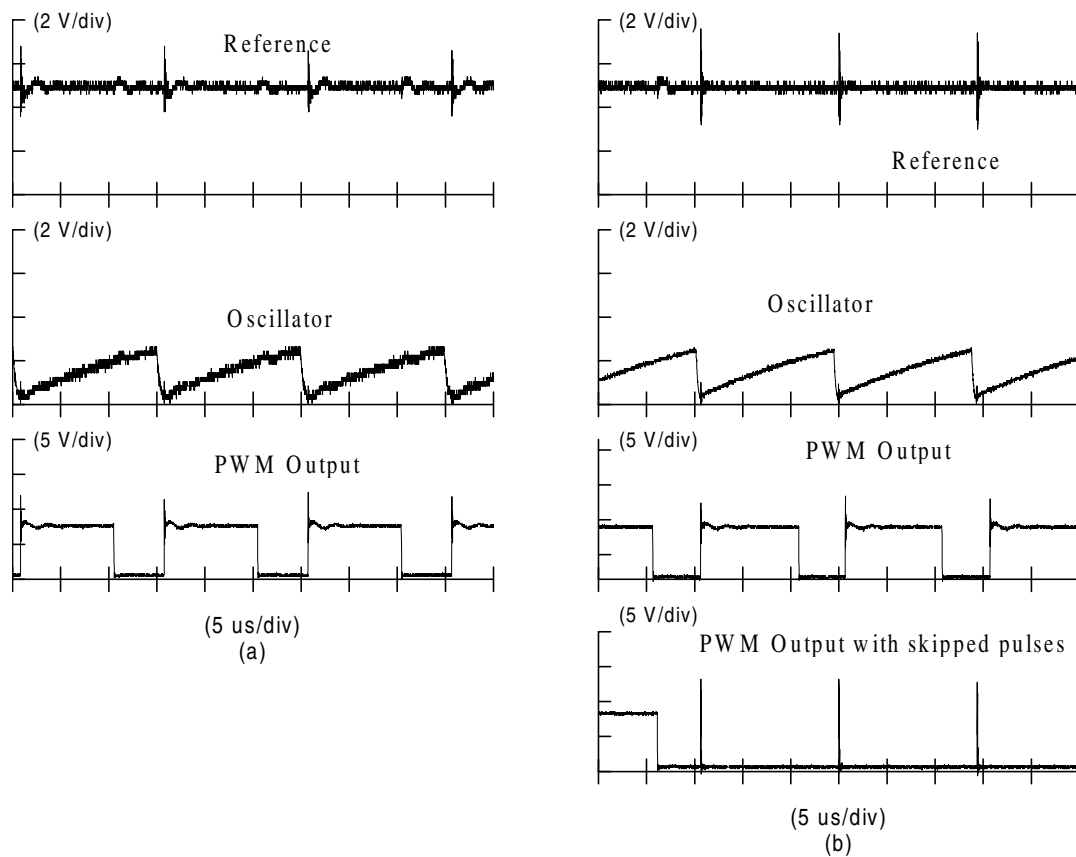 (2 V/div)
Reference
(2 V/div)
Oscillator
(5 V/div)
PWM Output
(5 us/div)
(a)
(2 V/div)
Reference
(2 V/div)
Oscillator
(5 V/div)
PWM Output
(5 V/div)
PWM Output with skipped pulses
(5 us/div)
(b)